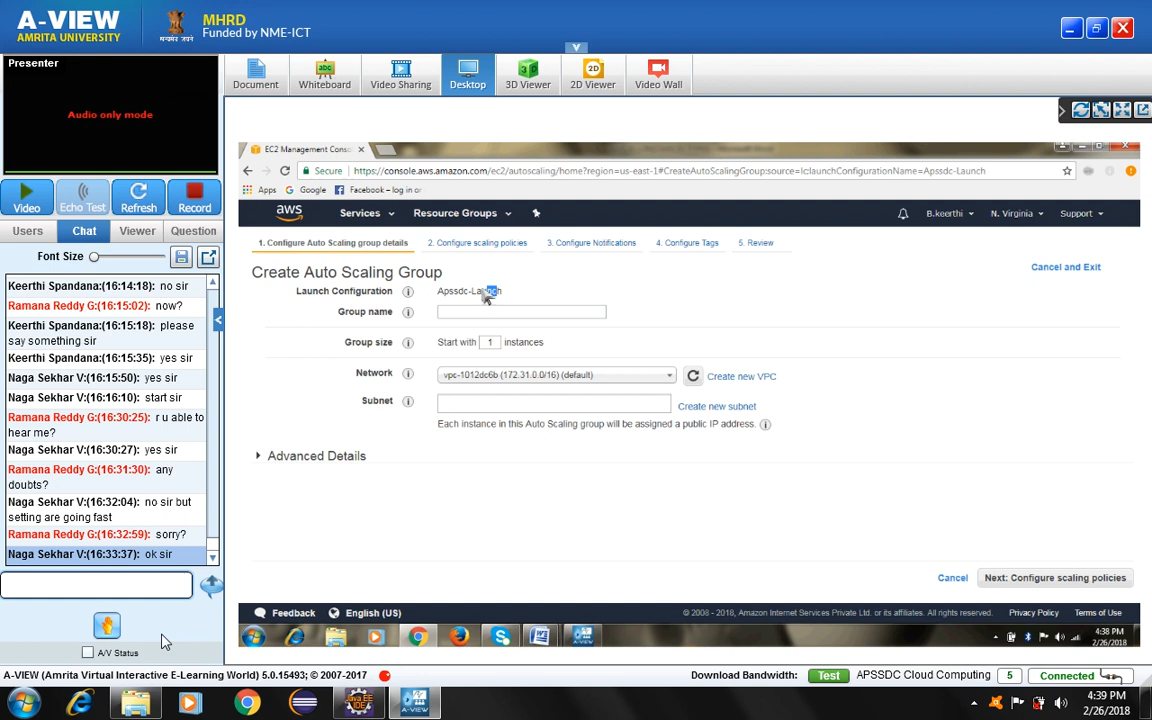 A-VIEW
AMRITA UNIVERSITY
MHRD
Funded by NME-ICT
Presenter
Audio only mode
Document
Whiteboard
Video Sharing
Desktop
3D Viewer
2D Viewer
Video Wall
Video
Echo Test
Refresh
Record
Users
Chat
Viewer
Question
Font Size
Keerthi Spandana:(16:14:18): no sir
Ramana Reddy G:(16:15:02): now?
Keerthi Spandana:(16:15:18): please
say something sir
Keerthi Spandana:(16:15:35): yes sir
Naga Sekhar V:(16:15:50): yes sir
Naga Sekhar V:(16:16:10): start sir
Ramana Reddy G:(16:30:25): r u able to
hear me?
Naga Sekhar V:(16:30:27): yes sir
Ramana Reddy G:(16:31:30): any
doubts?
Naga Sekhar V:(16:32:04): no sir but
setting are going fast
Ramana Reddy G:(16:32:59): sorry?
Naga Sekhar V:(16:33:37): ok sir
A/V Status
EC2 Management Conso
Secure https://console.aws.amazon.com/ec2/autoscaling/home?region=us-east-1#CreateAutoScalingGroup:source=lclaunchConfigurationName=Apssdc-Launch
Apps Google Facebook – log in or
aws Services Resource Groups B.keerthi N. Virginia Support
1. Configure Auto Scaling group details 2. Configure scaling policies 3. Configure Notifications 4. Configure Tags 5. Review
Create Auto Scaling Group
Cancel and Exit
Launch Configuration Apssdc-Launch
Group name
Group size Start with 1 instances
Network vpc-1012dc6b (172.31.0.0/16) (default) Create new VPC
Subnet Create new subnet
Each instance in this Auto Scaling group will be assigned a public IP address.
Advanced Details
Cancel Next: Configure scaling policies
Feedback English (US) © 2008 - 2018, Amazon Internet Services Private Ltd. or its affiliates. All rights reserved. Privacy Policy Terms of Use
4:38 PM
2/26/2018
A-VIEW (Amrita Virtual Interactive E-Learning World) 5.0.15493; © 2007-2017
Download Bandwidth: Test APSSDC Cloud Computing 5 Connected
4:39 PM
2/26/2018